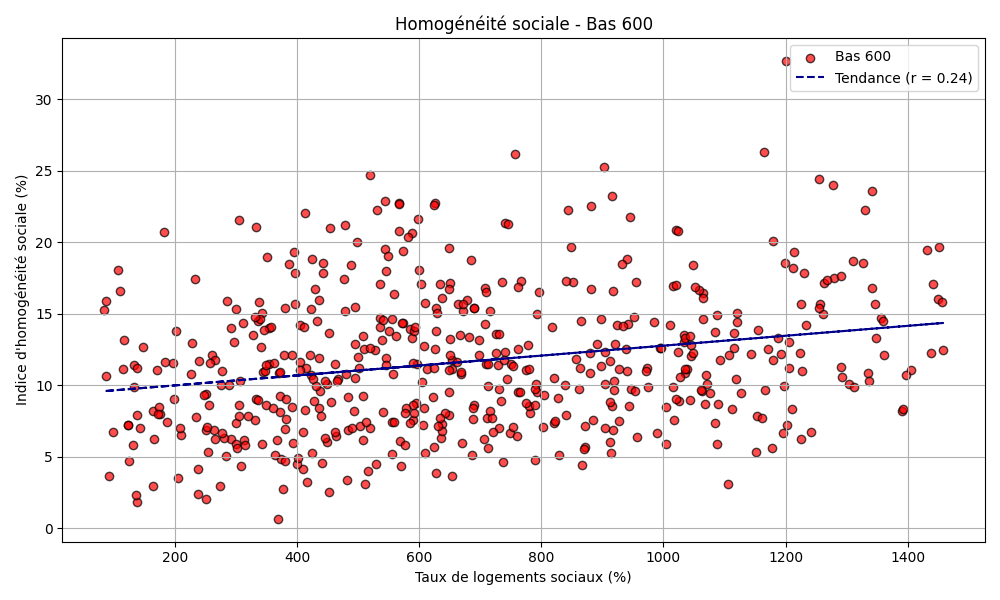 Homogénéité sociale - Bas 600
Bas 600
Tendance (r = 0.24)
Indice d'homogénéité sociale (%)
30
25
20
15
10
5
0
200 400 600 800 1000 1200 1400
Taux de logements sociaux (%)